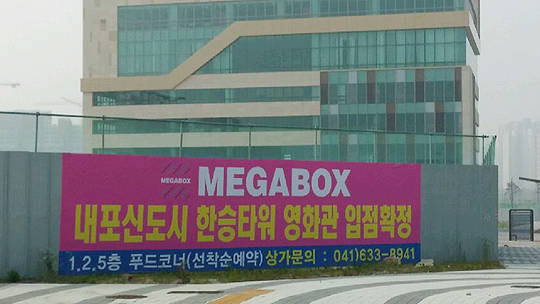 MEGABOX MEGABOX
내포신도시 한승타워 영화관 입점확정
1.2.5층 푸드코너(선착순예약) 상가문의 : 041)633-8941